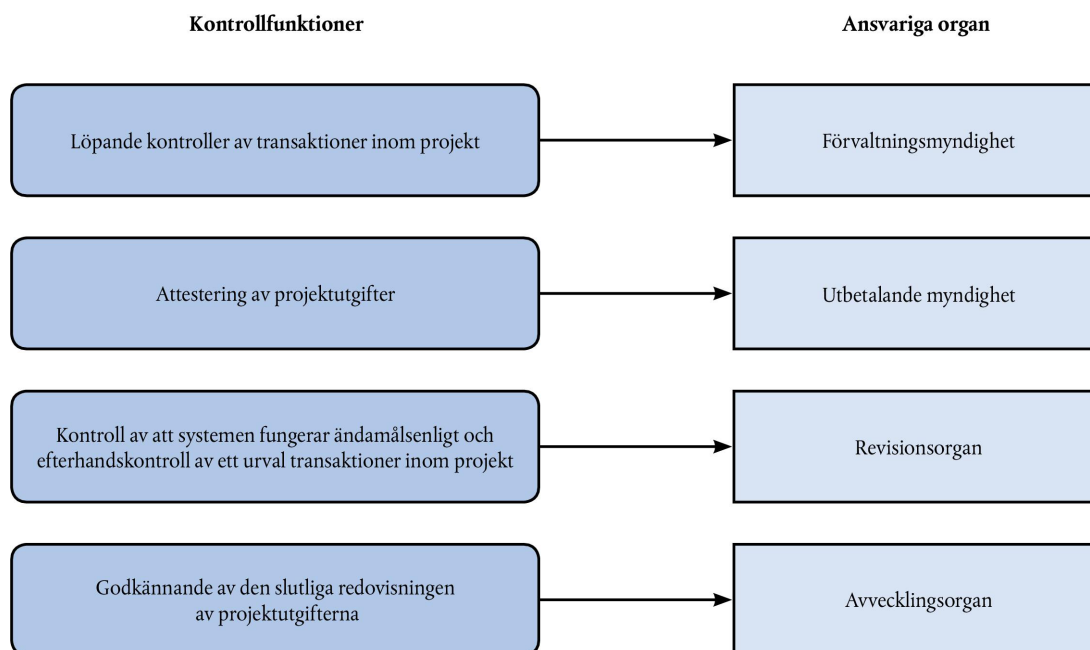 Kontrollfunktioner
Ansvariga organ
Löpande kontroller av transaktioner inom projekt
Förvaltningsmyndighet
Attestering av projektutgifter
Utbetalande myndighet
Kontroll av att systemen fungerar ändamålsenligt och
efterhandskontroll av ett urval transaktioner inom projekt
Revisionsorgan
Godkännande av den slutliga redovisningen
av projektutgifterna
Avvecklingsorgan